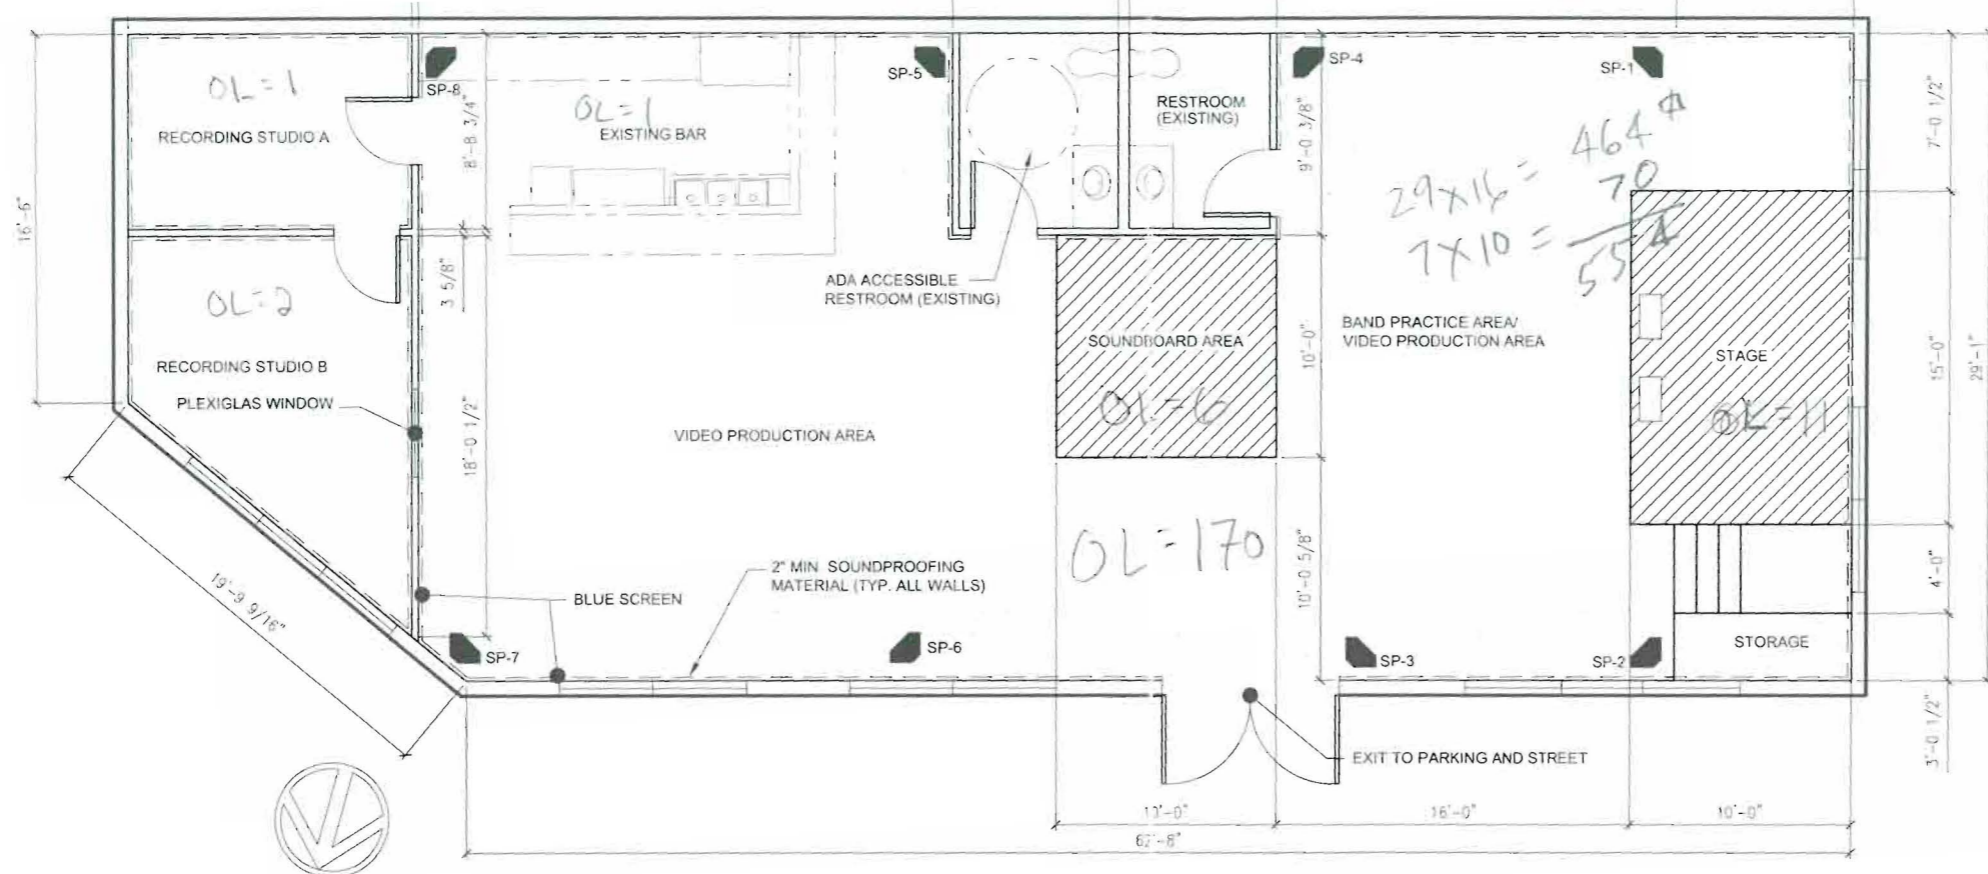 SP-8
SP-5
SP-4
SP-1
OL=1
RECORDING STUDIO A
OL=1
EXISTING BAR
RESTROOM
(EXISTING)
8'-8 3/4"
9'-0 3/8"
7'-0 1/2"
29x16 = 464
7x10 = 70
554
16'-6"
3 5/8"
ADA ACCESSIBLE
RESTROOM (EXISTING)
OL=2
RECORDING STUDIO B
PLEXIGLAS WINDOW
SOUNDBOARD AREA
OL=6
10'-0"
BAND PRACTICE AREA/
VIDEO PRODUCTION AREA
STAGE
OL=11
15'-0"
29'-1"
18'-0 1/2"
VIDEO PRODUCTION AREA
OL=170
10'-0 5/8"
2" MIN SOUNDPROOFING
MATERIAL (TYP. ALL WALLS)
BLUE SCREEN
19'-9 9/16"
4'-0"
SP-7
SP-6
SP-3
SP-2
STORAGE
3'-0 1/2"
EXIT TO PARKING AND STREET
16'-0"
10'-0"
62'-8"